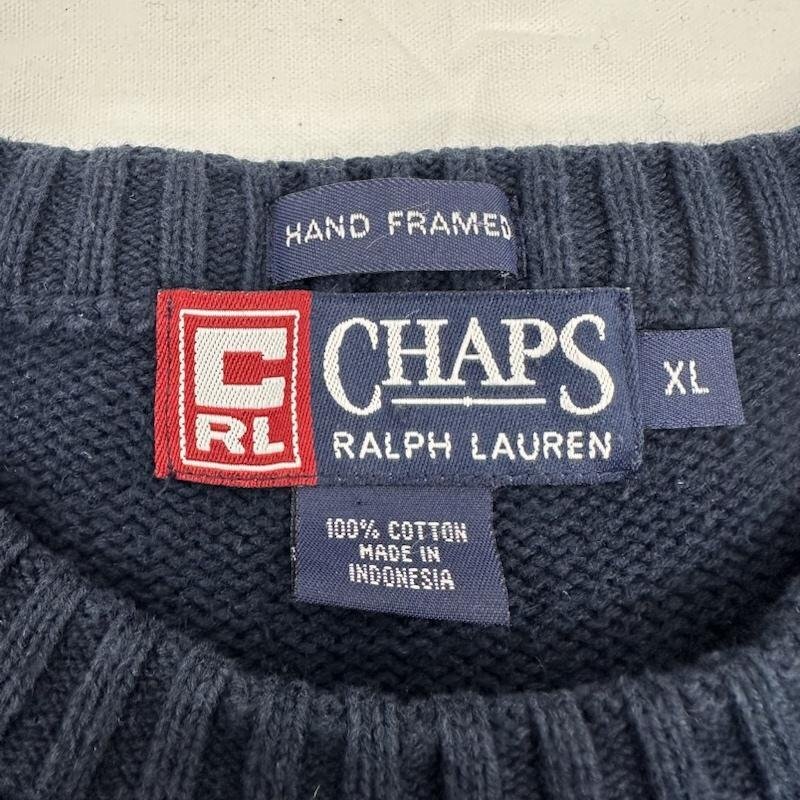 HAND FRAMED
C
RL
CHAPS
RALPH LAUREN
XL
100% COTTON
MADE IN
INDONESIA